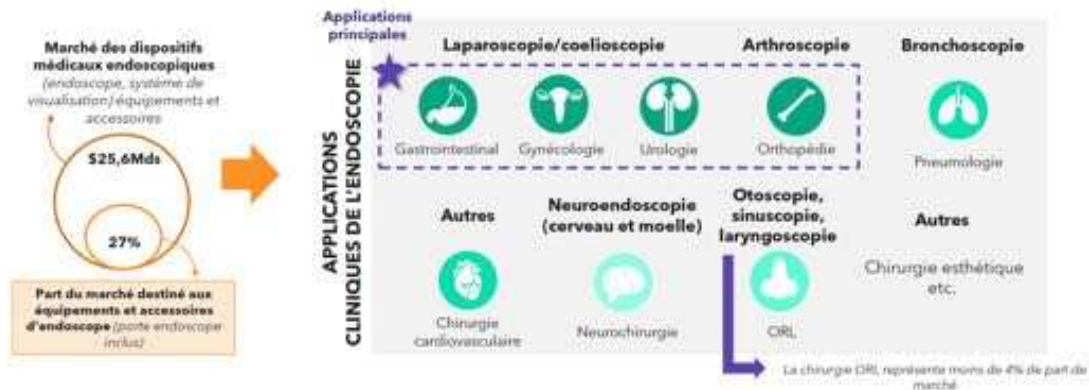 Marché des dispositifs
médicaux endoscopiques
(endoscope, système de
visualisation) équipements et
accessoires
$25,6Mds
27%
Part du marché destiné aux
équipements et accessoires
d'endoscope (porte endoscope
inclus)
APPLICATIONS
CLINIQUES DE L'ENDOSCOPIE
Applications
principales
Laparoscopie/coelioscopie
Arthroscopie
Bronchoscopie
Gastrointestinal
Gynécologie
Urologie
Orthopédie
Pneumologie
Autres
Neuroendoscopie
(cerveau et moelle)
Otoscopie,
sinuscopie,
laryngoscopie
Autres
Chirurgie esthétique
etc.
Chirurgie
cardiovasculaire
Neurochirurgie
ORL
La chirurgie ORL représente moins de 4% de part de
marché